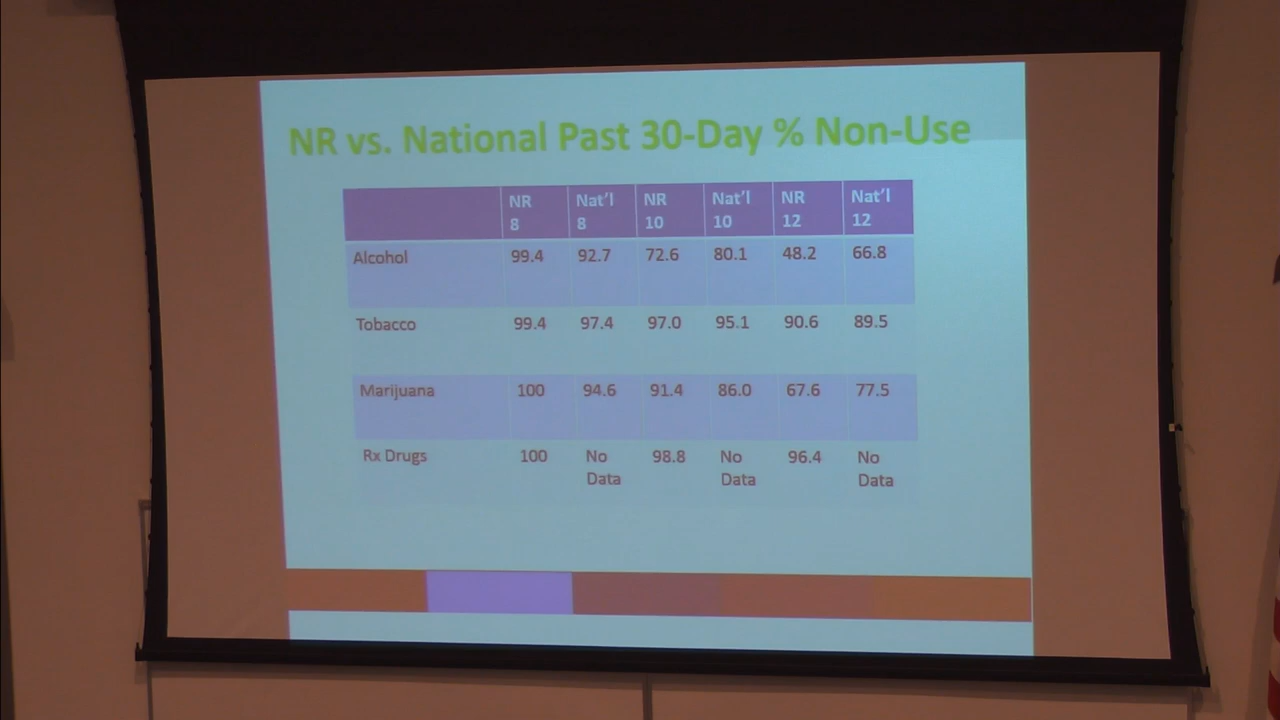 NR vs. National Past 30-Day % Non-Use
NR Nat'l NR Nat'l NR Nat'l
8 8 10 10 12 12
Alcohol 99.4 92.7 72.6 80.1 48.2 66.8
Tobacco 99.4 97.4 97.0 95.1 90.6 89.5
Marijuana 100 94.6 91.4 86.0 67.6 77.5
Rx Drugs 100 No 98.8 No 96.4 No
Data Data Data